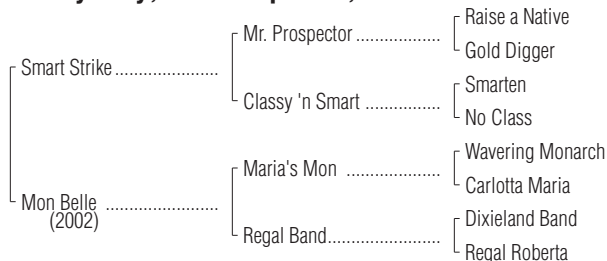 Raise a Native
Mr. Prospector ..................
Gold Digger
Smart Strike ......................
Smarten
Classy 'n Smart ................
No Class
Wavering Monarch
Maria's Mon ....................
Carlotta Maria
Mon Belle ........................
(2002)
Dixieland Band
Regal Band........................
Regal Roberta